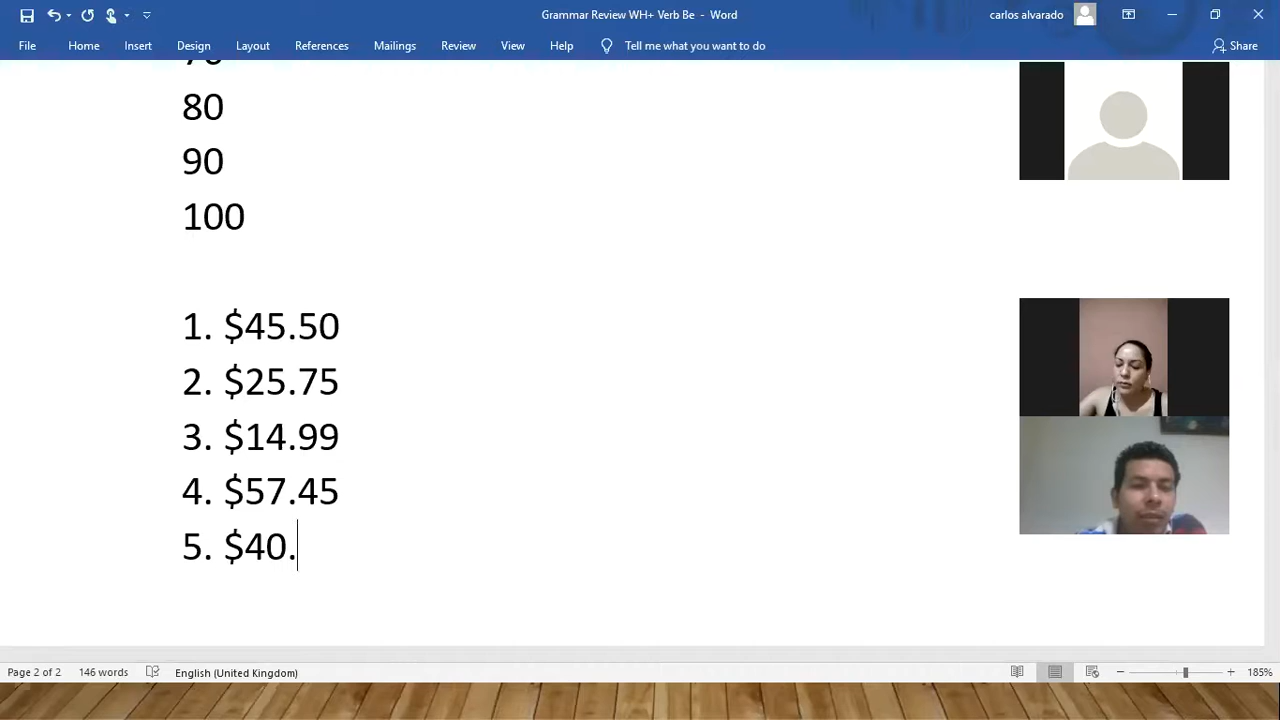 Grammar Review WH+ Verb Be - Word
carlos alvarado
File Home Insert Design Layout References Mailings Review View Help Tell me what you want to do Share
70
80
90
100
1. $45.50
2. $25.75
3. $14.99
4. $57.45
5. $40.
Page 2 of 2 146 words English (United Kingdom) 185%